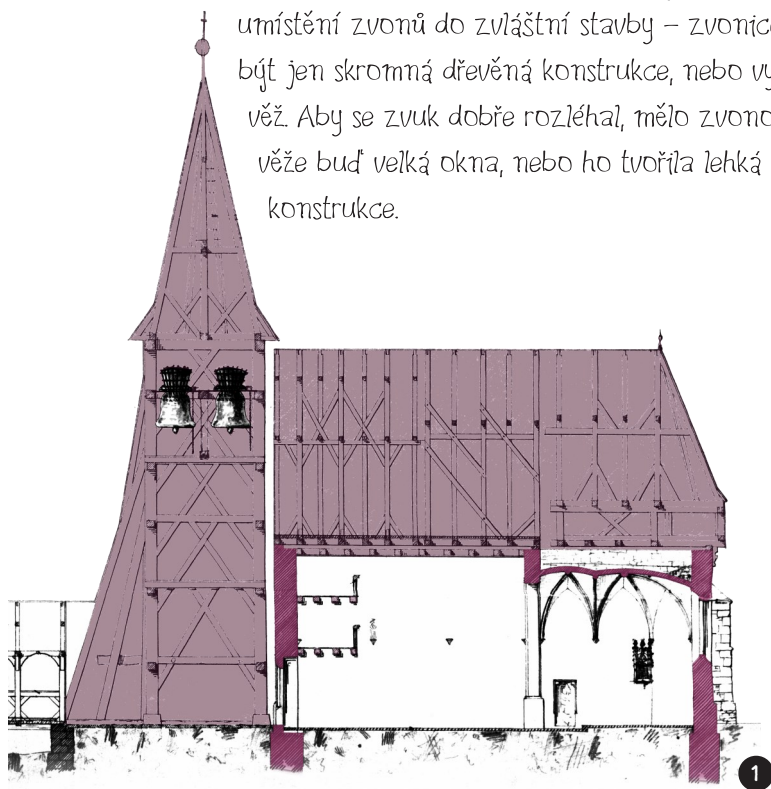 umístění zvonů do zvláštní stavby – zvonice
být jen skromná dřevěná konstrukce, nebo
věž. Aby se zvuk dobře rozléhal, mělo
věže buď velká okna, nebo ho tvořila lehká
konstrukce.
1